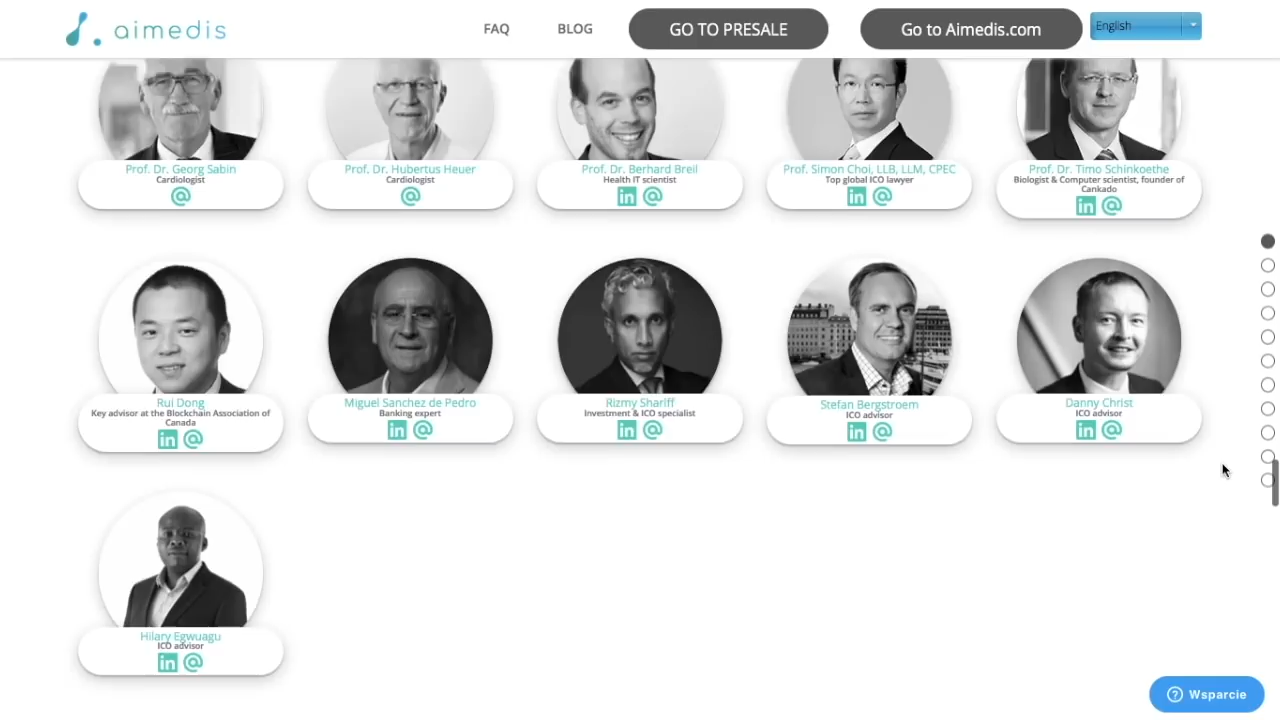 aimedis
FAQ
BLOG
GO TO PRESALE
Go to Aimedis.com
English
Prof. Dr. Georg Sabin
Cardiologist
Prof. Dr. Hubertus Heuer
Cardiologist
Prof. Dr. Berhard Breil
Health IT scientist
Prof. Simon Choi, LLB, LLM, CPEC
Top global ICO lawyer
Prof. Dr. Timo Schinkoethe
Biologist & Computer scientist, founder of
Cankado
Rui Dong
Key advisor at the Blockchain Association of
Canada
Miguel Sanchez de Pedro
Banking expert
Rizmy Shariff
Investment & ICO specialist
Stefan Bergstroem
ICO advisor
Danny Christ
ICO advisor
Hilary Egwuagu
ICO advisor
Wsparcie